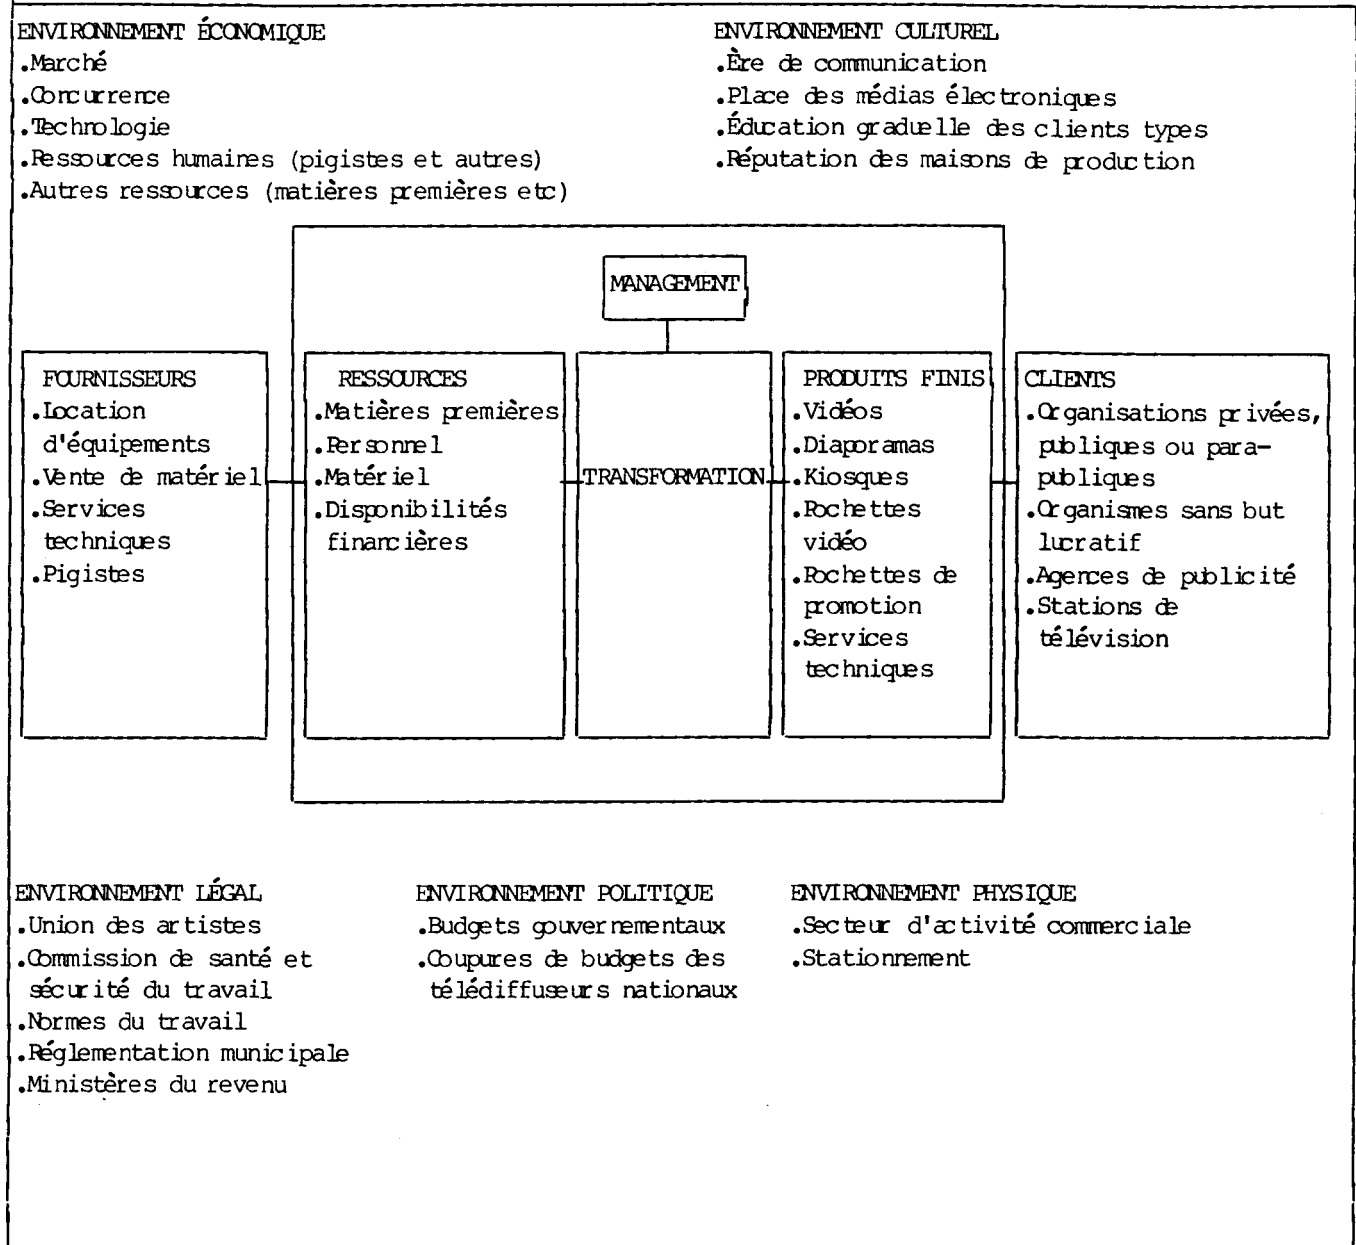 ENVIRONNEMENT ÉCONOMIQUE
.Marché
.Concurrence
.Technologie
.Ressources humaines (pigistes et autres)
.Autres ressources (matières premières etc)
ENVIRONNEMENT CULTUREL
.Ère de communication
.Place des médias électroniques
.Éducation graduelle des clients types
.Réputation des maisons de production
MANAGEMENT
FOURNISSEURS
.Location
d'équipements
.Vente de matériel
.Services
techniques
.Pigistes
RESSOURCES
.Matières premières
.Personnel
.Matériel
.Disponibilités
financières
TRANSFORMATION
PRODUITS FINIS
.Vidéos
.Diaporamas
.Kiosques
.Pochettes
vidéo
.Pochettes de
promotion
.Services
techniques
CLIENTS
.Organisations privées,
publiques ou para-
publiques
.Organismes sans but
lucratif
.Agences de publicité
.Stations de
télévision
ENVIRONNEMENT LÉGAL
.Union des artistes
.Commission de santé et
sécurité du travail
.Normes du travail
.Réglementation municipale
.Ministères du revenu
ENVIRONNEMENT POLITIQUE
.Budgets gouvernementaux
.Coupures de budgets des
télédiffuseurs nationaux
ENVIRONNEMENT PHYSIQUE
.Secteur d'activité commerciale
.Stationnement